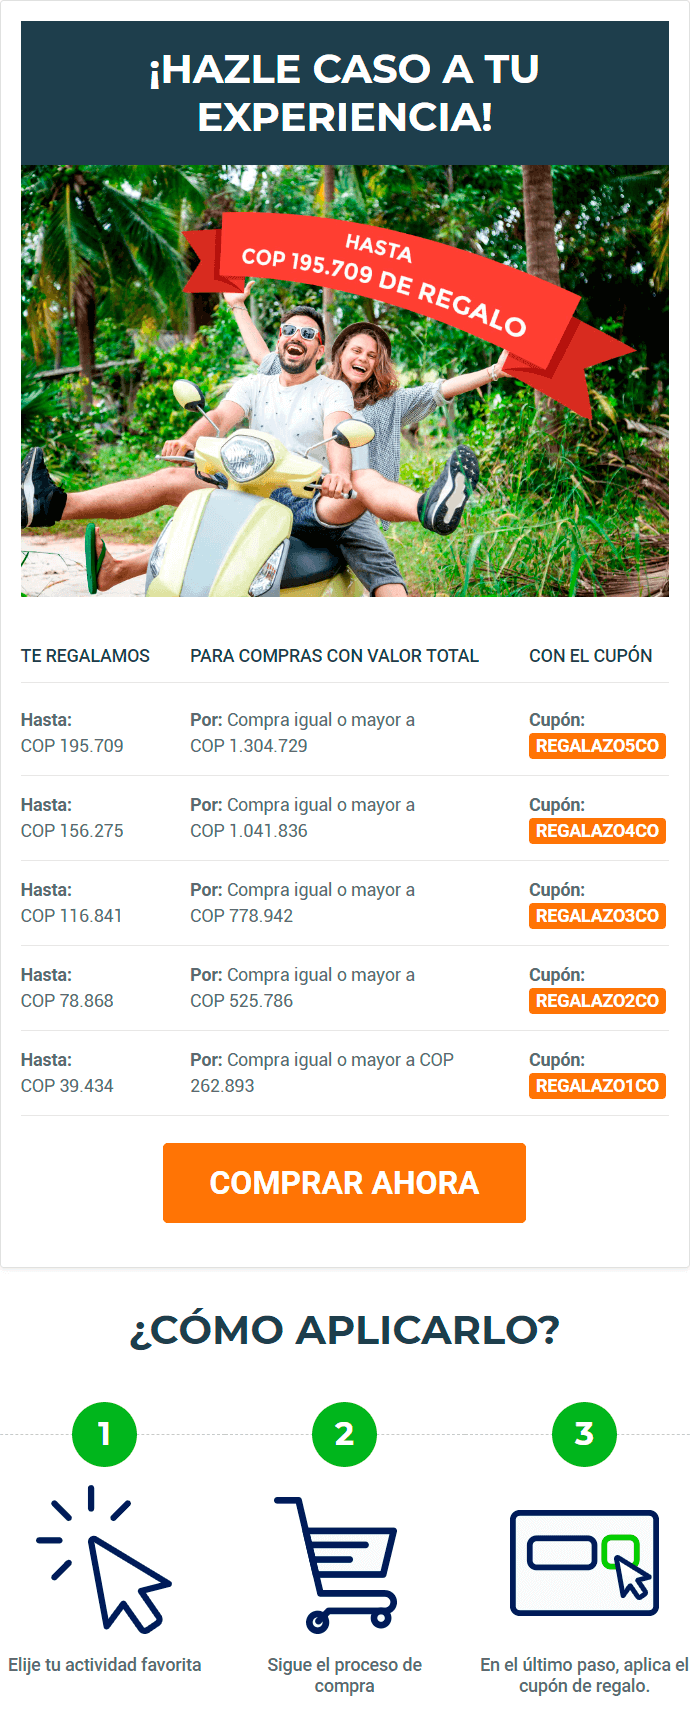 ¡HAZLE CASO A TU
EXPERIENCIA!
HASTA
COP 195.709 DE REGALO
TE REGALAMOS PARA COMPRAS CON VALOR TOTAL CON EL CUPÓN
Hasta: Por: Compra igual o mayor a Cupón:
COP 195.709 COP 1.304.729 REGALAZO5CO
Hasta: Por: Compra igual o mayor a Cupón:
COP 156.275 COP 1.041.836 REGALAZO4CO
Hasta: Por: Compra igual o mayor a Cupón:
COP 116.841 COP 778.942 REGALAZO3CO
Hasta: Por: Compra igual o mayor a Cupón:
COP 78.868 COP 525.786 REGALAZO2CO
Hasta: Por: Compra igual o mayor a COP Cupón:
COP 39.434 262.893 REGALAZO1CO
COMPRAR AHORA
¿CÓMO APLICARLO?
1 2 3
Elije tu actividad favorita Sigue el proceso de En el último paso, aplica el
compra cupón de regalo.